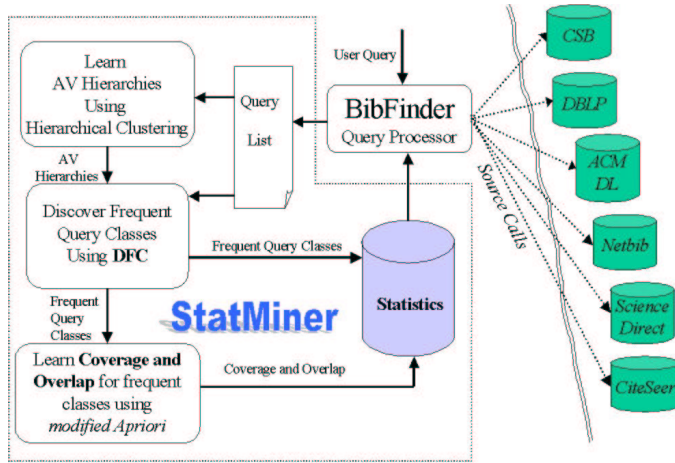 Learn
AV Hierarchies
Using
Hierarchical Clustering
Query
List
User Query
BibFinder
Query Processor
CSB
DBLP
ACM
DL
Netbib
Science
Direct
CiteSeer
Source Calls
AV
Hierarchies
Discover Frequent
Query Classes
Using DFC
Frequent Query Classes
Statistics
StatMiner
Frequent
Query
Classes
Learn Coverage and
Overlap for frequent
classes using
modified Apriori
Coverage and Overlap